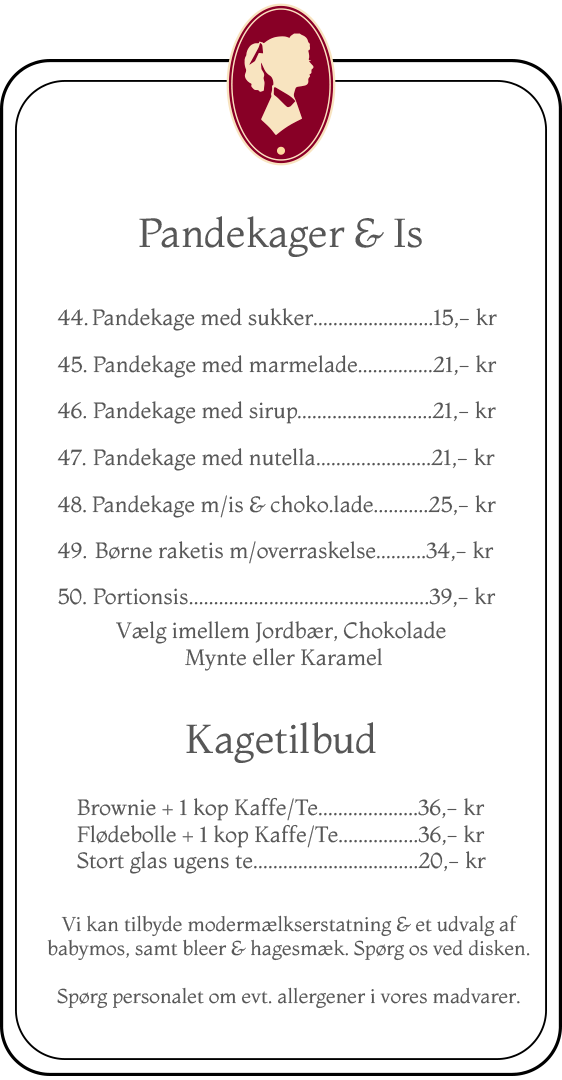 Pandekager & Is
44. Pandekage med sukker........................15,- kr
45. Pandekage med marmelade...............21,- kr
46. Pandekage med sirup...........................21,- kr
47. Pandekage med nutella.......................21,- kr
48. Pandekage m/is & choko.lade...........25,- kr
49. Børne raketis m/overraskelse..........34,- kr
50. Portionsis................................................39,- kr
Vælg imellem Jordbær, Chokolade
Mynte eller Karamel
Kagetilbud
Brownie + 1 kop Kaffe/Te....................36,- kr
Flødebolle + 1 kop Kaffe/Te................36,- kr
Stort glas ugens te.................................20,- kr
Vi kan tilbyde modermælkserstatning & et udvalg af
babymos, samt bleer & hagesmæk. Spørg os ved disken.
Spørg personalet om evt. allergener i vores madvarer.